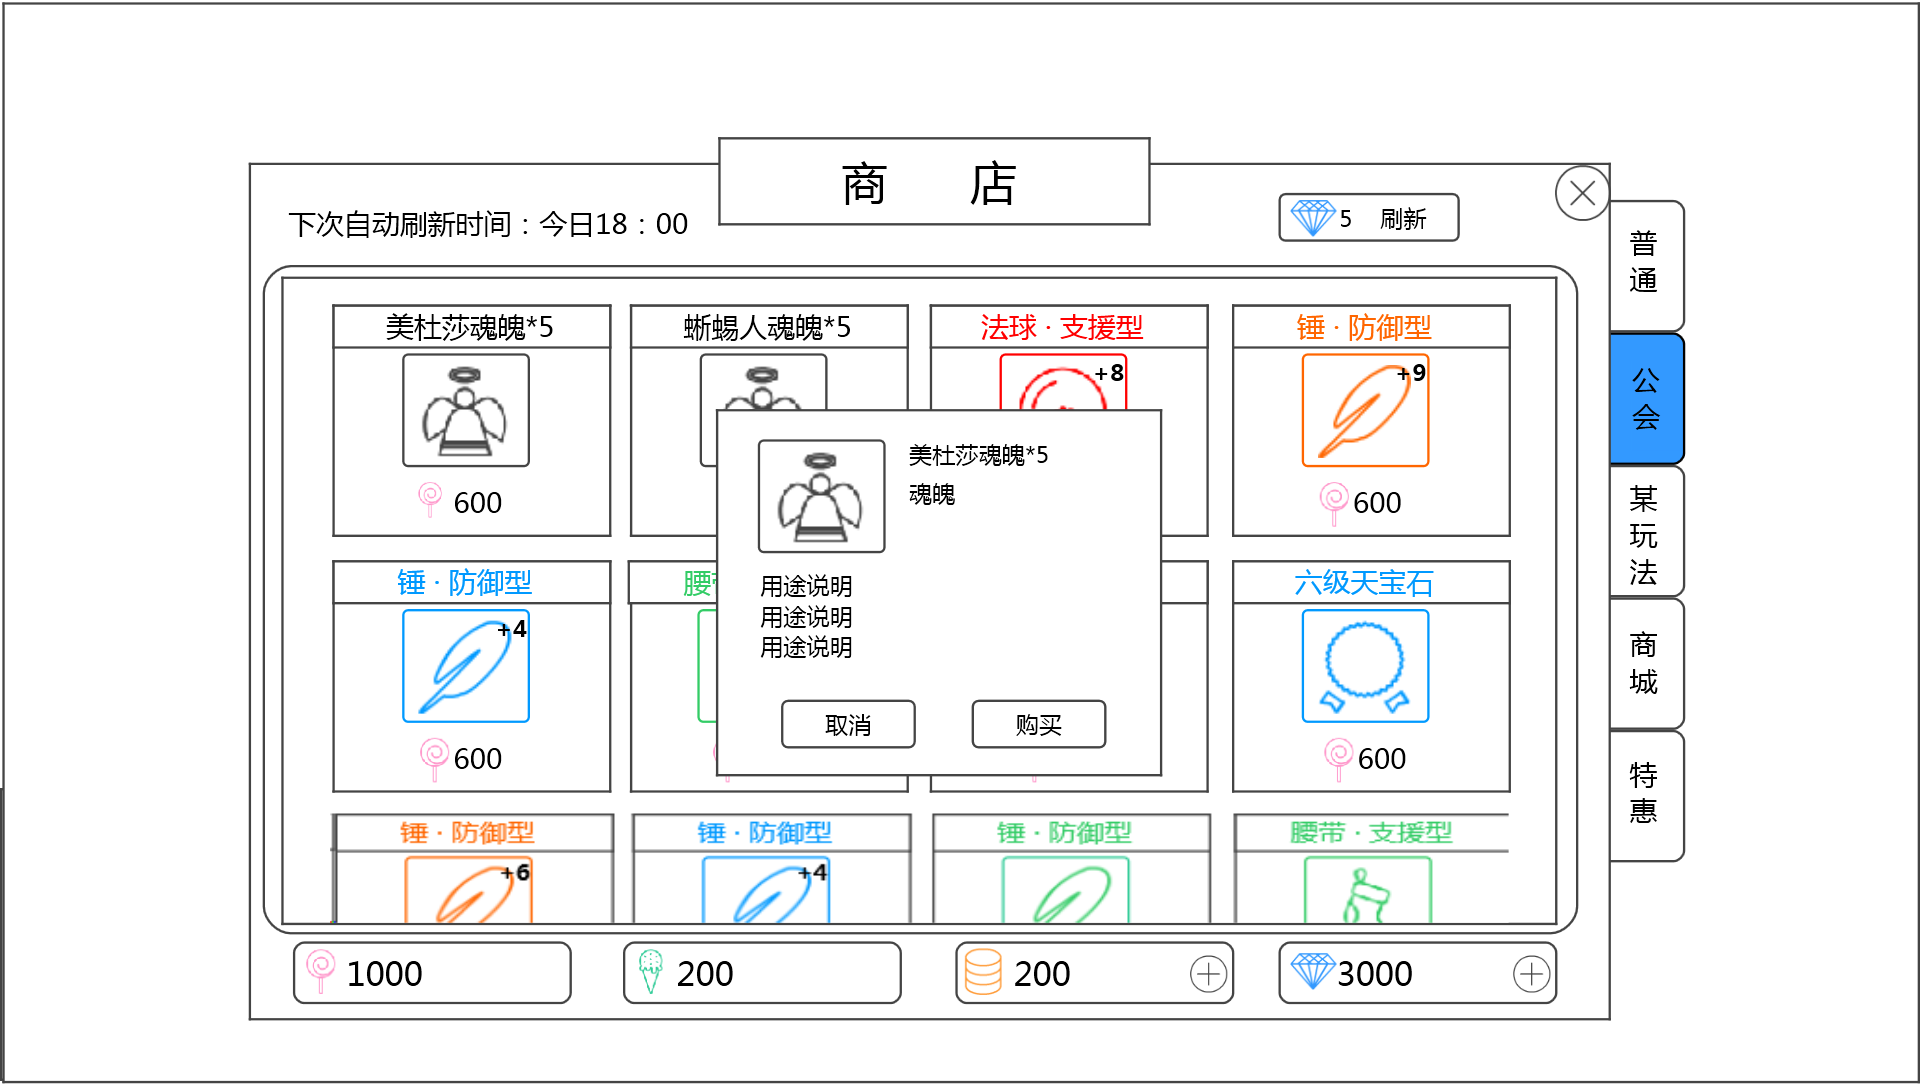 商 店
下次自动刷新时间：今日18：00
5 刷新
普通
公会
某玩法
商城
特惠
美杜莎魂魄*5
蜥蜴人魂魄*5
法球·支援型
锤·防御型
+8
+9
600
600
美杜莎魂魄*5
魂魄
用途说明
用途说明
用途说明
取消
购买
锤·防御型
腰
六级天宝石
+4
600
600
锤·防御型
锤·防御型
锤·防御型
腰带·支援型
+6
+4
1000
200
200
3000